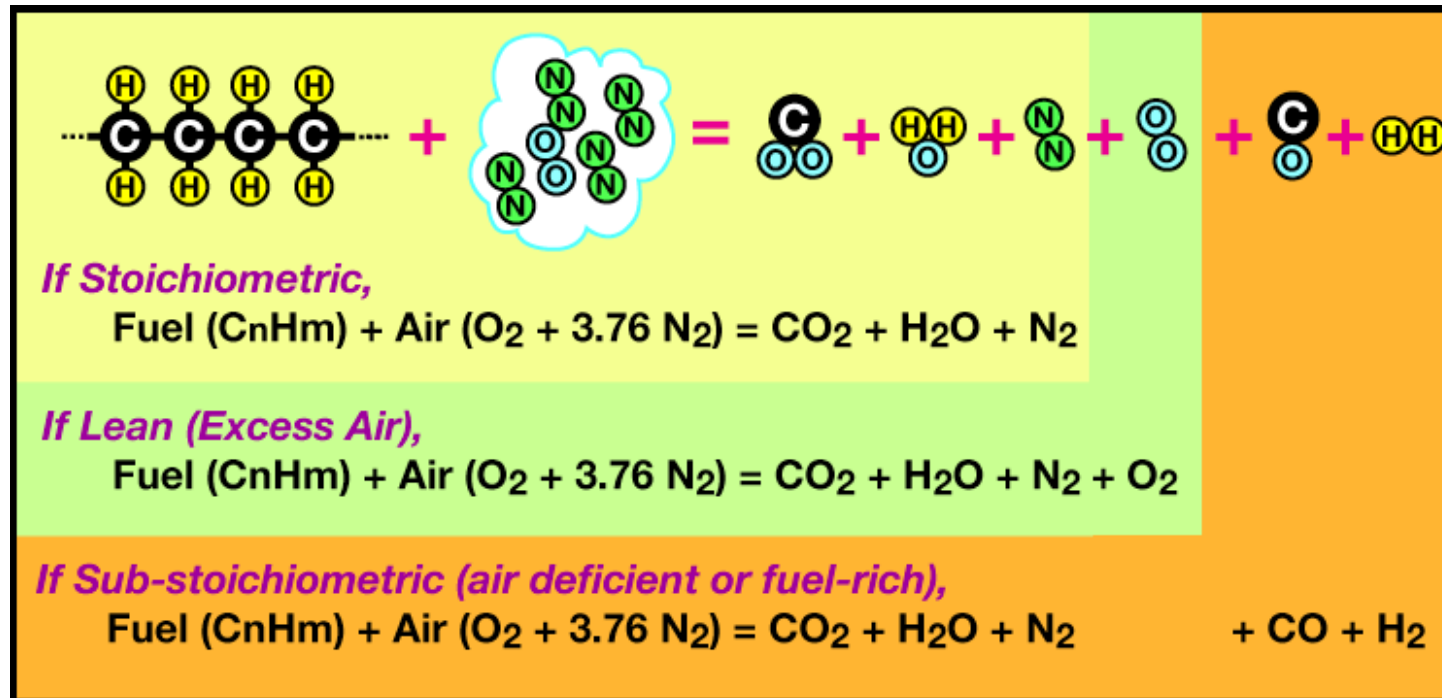 H H H H N N N N C C C C + O N = C + H H + N + O + C + H H
N N O N O O O N O O
H H H H N N
If Stoichiometric,
Fuel (CnHm) + Air (O₂ + 3.76 N₂) = CO₂ + H₂O + N₂
If Lean (Excess Air),
Fuel (CnHm) + Air (O₂ + 3.76 N₂) = CO₂ + H₂O + N₂ + O₂
If Sub-stoichiometric (air deficient or fuel-rich),
Fuel (CnHm) + Air (O₂ + 3.76 N₂) = CO₂ + H₂O + N₂ + CO + H₂